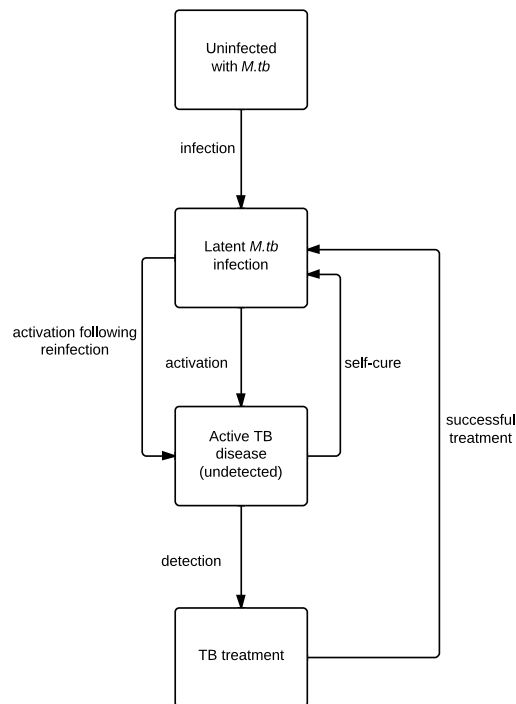 Uninfected
with M.tb
infection
Latent M.tb
infection
activation following
reinfection
activation
self-cure
successful
treatment
Active TB
disease
(undetected)
detection
TB treatment